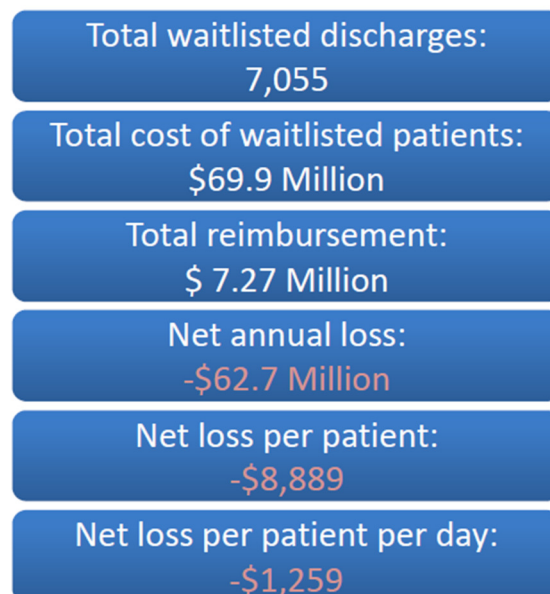 Total waitlisted discharges:
7,055
Total cost of waitlisted patients:
$69.9 Million
Total reimbursement:
$ 7.27 Million
Net annual loss:
-$62.7 Million
Net loss per patient:
-$8,889
Net loss per patient per day:
-$1,259